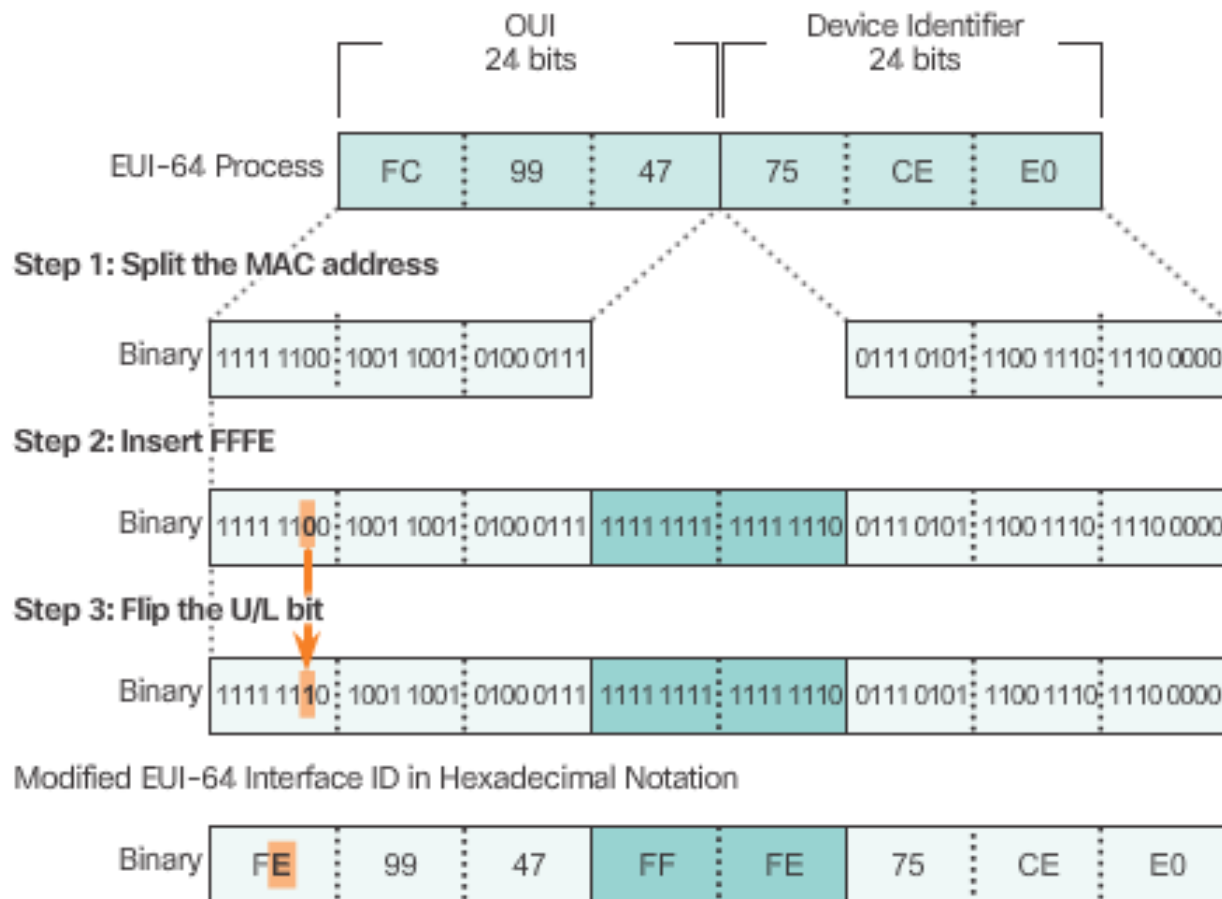 OUI
24 bits
Device Identifier
24 bits
EUI-64 Process FC 99 47 75 CE E0
Step 1: Split the MAC address
Binary 1111 1100 1001 1001 0100 0111 0111 0101 1100 1110 1110 0000
Step 2: Insert FFFE
Binary 1111 1100 1001 1001 0100 0111 1111 1111 1111 1110 0111 0101 1100 1110 1110 0000
Step 3: Flip the U/L bit
Binary 1111 1110 1001 1001 0100 0111 1111 1111 1111 1110 0111 0101 1100 1110 1110 0000
Modified EUI-64 Interface ID in Hexadecimal Notation
Binary FE 99 47 FF FE 75 CE E0